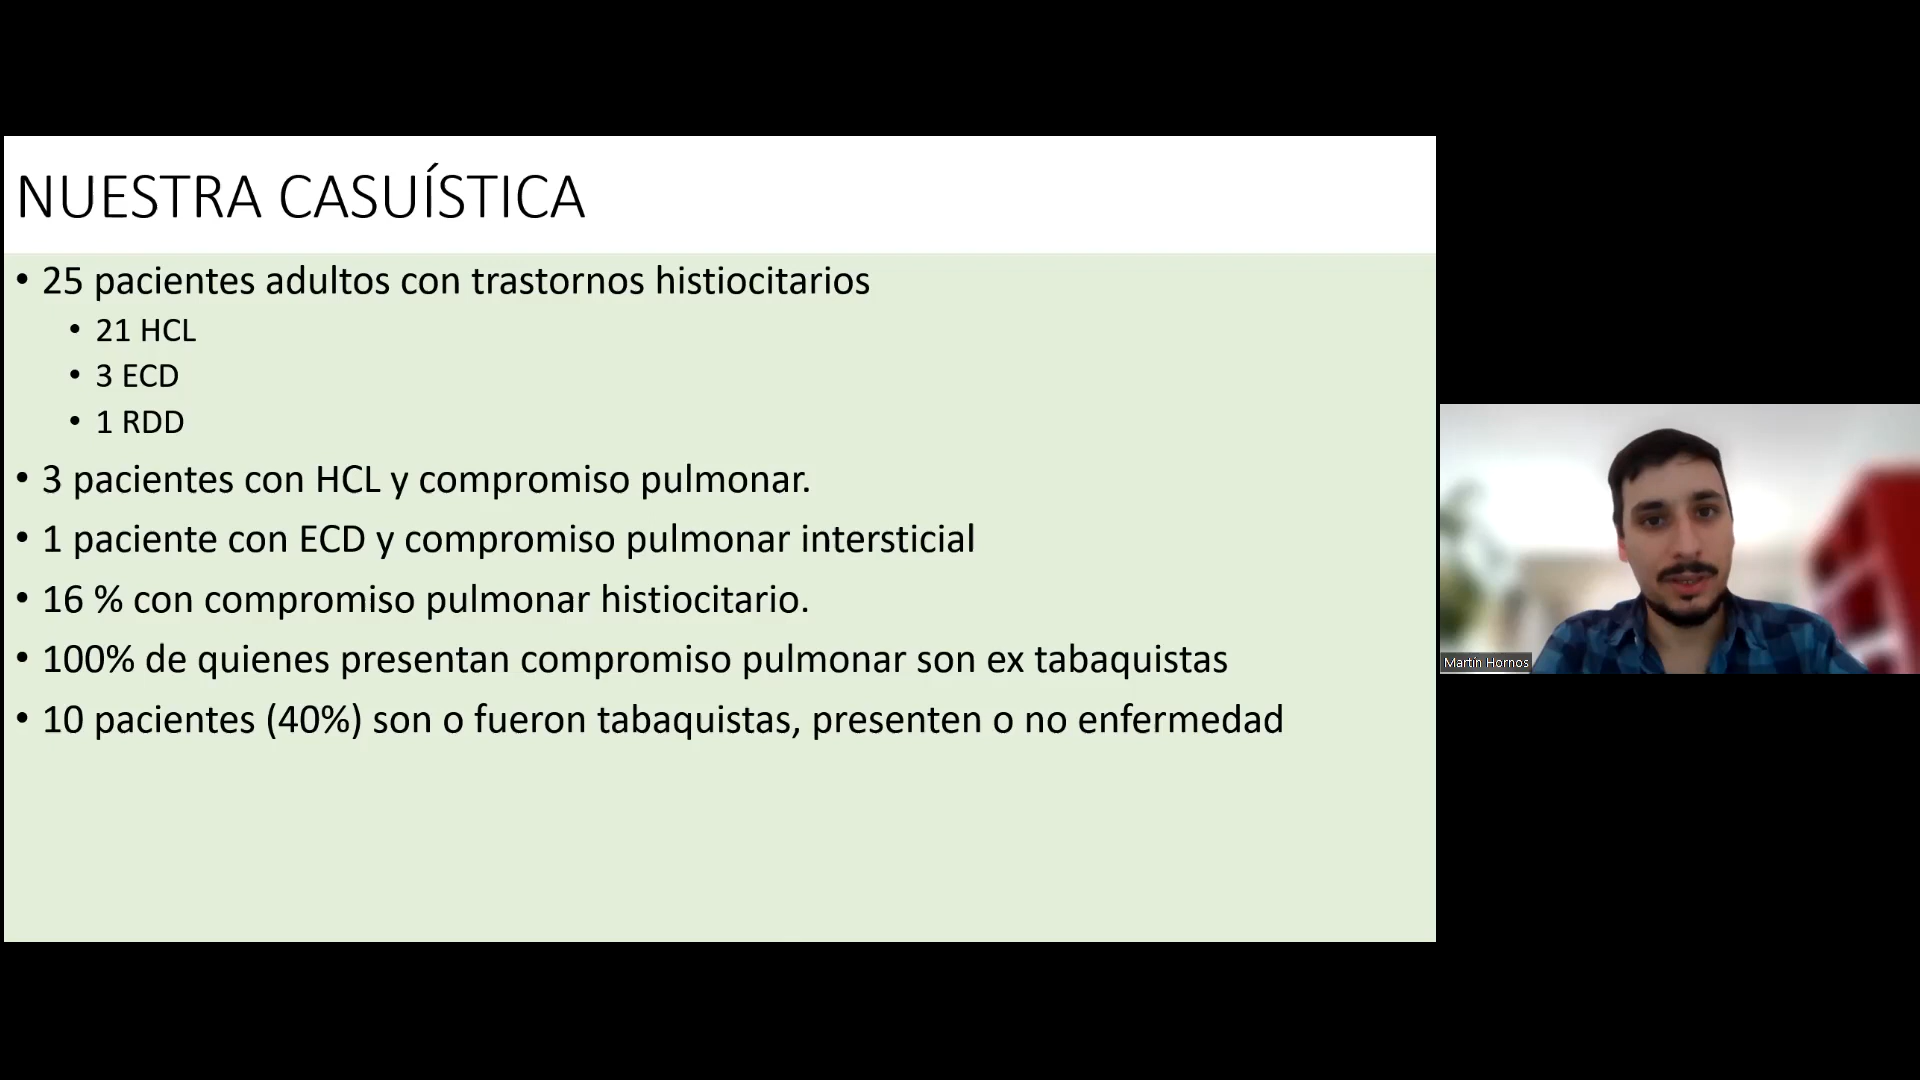 NUESTRA CASUÍSTICA
• 25 pacientes adultos con trastornos histiocitarios
• 21 HCL
• 3 ECD
• 1 RDD
• 3 pacientes con HCL y compromiso pulmonar.
• 1 paciente con ECD y compromiso pulmonar intersticial
• 16 % con compromiso pulmonar histiocitario.
• 100% de quienes presentan compromiso pulmonar son ex tabaquistas
• 10 pacientes (40%) son o fueron tabaquistas, presenten o no enfermedad
Martín Hornos